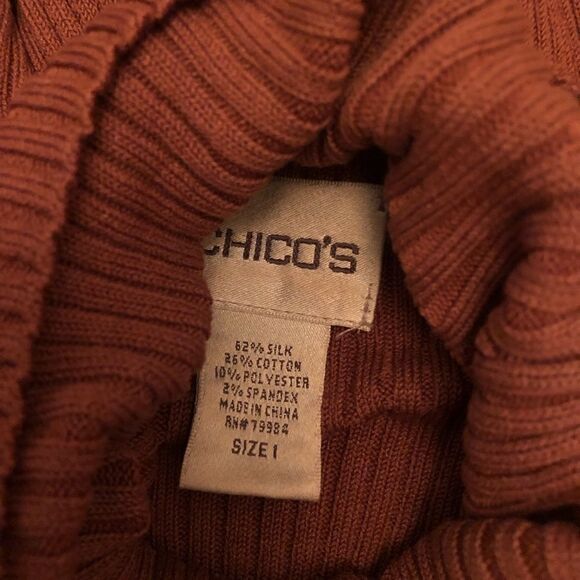 CHICO'S
62% SILK
26% COTTON
10% POLYESTER
2% SPANDEX
MADE IN CHINA
RN# 79984
SIZE 1